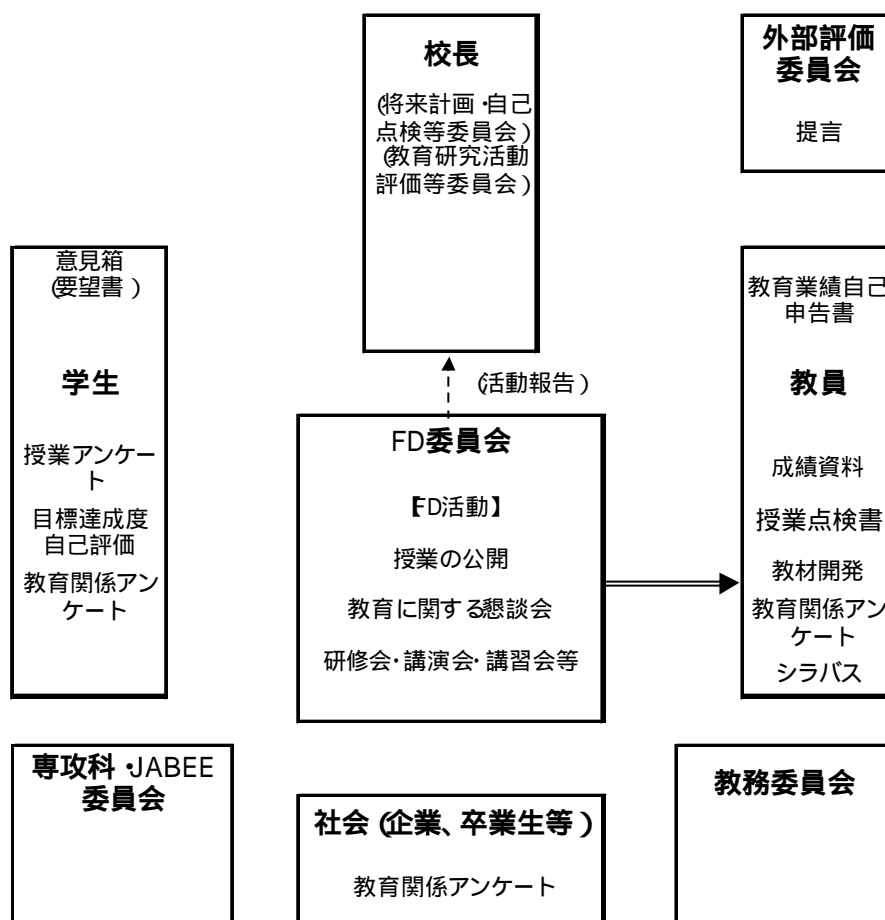 校長
(将来計画・自己
点検等委員会)
(教育研究活動
評価等委員会)
外部評価
委員会
提言
意見箱
(要望書)
学生
授業アンケー
ト
目標達成度
自己評価
教育関係アン
ケート
(活動報告)
FD委員会
【FD活動】
授業の公開
教育に関する懇談会
研修会・講演会・講習会等
教育業績自己
申告書
教員
成績資料
授業点検書
教材開発
教育関係アン
ケート
シラバス
専攻科・JABEE
委員会
社会(企業、卒業生等)
教育関係アンケート
教務委員会